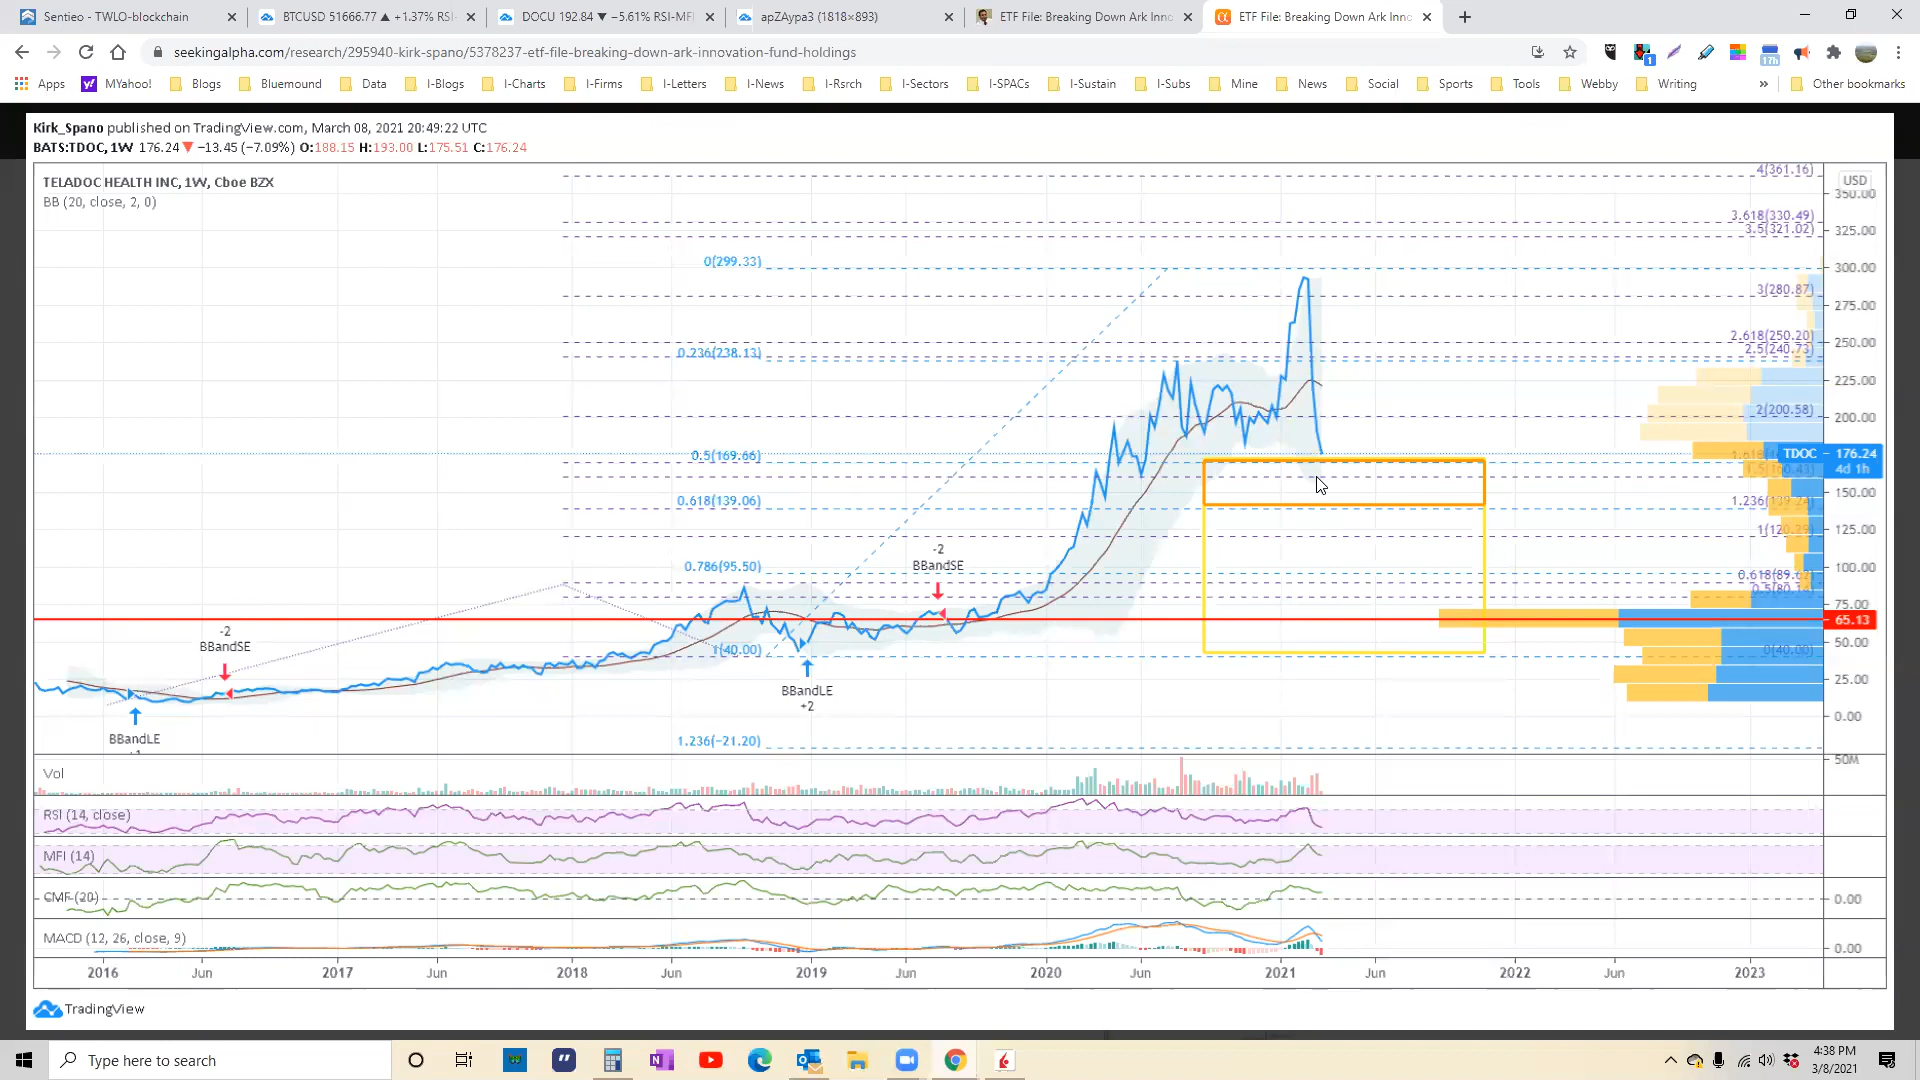 Sentieo - TWLO-blockchain
BTCUSD 51666.77 ▲ +1.37% RSI-
DOCU 192.84 ▼ −5.61% RSI-MFI
apZAypa3 (1818×893)
ETF File: Breaking Down Ark Inno
ETF File: Breaking Down Ark Inno
seekingalpha.com/research/295940-kirk-spano/5378237-etf-file-breaking-down-ark-innovation-fund-holdings
1
17h
Apps
MYahoo!
Blogs
Bluemound
Data
I-Blogs
I-Charts
I-Firms
I-Letters
I-News
I-Rsrch
I-Sectors
I-SPACs
I-Sustain
I-Subs
Mine
News
Social
Sports
Tools
Webby
Writing
»
Other bookmarks
Kirk_Spano published on TradingView.com, March 08, 2021 20:49:22 UTC
BATS:TDOC, 1W 176.24 ▼ −13.45 (−7.09%) O:188.15 H:193.00 L:175.51 C:176.24
TELADOC HEALTH INC, 1W, Cboe BZX
BB (20, close, 2, 0)
4(361.16)
USD
350.00
3.618(330.49)
3.5(321.02)
325.00
0(299.33)
300.00
3(280.87)
275.00
2.618(250.20)
2.5(240.73)
250.00
0.236(238.13)
225.00
2(200.58)
200.00
0.5(169.66)
TDOC
176.24
4d 1h
150.00
0.618(139.06)
125.00
1(120.29)
-2
BBandSE
0.786(95.50)
100.00
75.00
65.13
-2
BBandSE
50.00
1(40.00)
0(40.00)
25.00
BBandLE
+2
0.00
BBandLE
1.236(−21.20)
Vol
50M
RSI (14, close)
MFI (14)
CMF (20)
0.00
MACD (12, 26, close, 9)
0.00
2016
Jun
2017
Jun
2018
Jun
2019
Jun
2020
Jun
2021
Jun
2022
Jun
2023
TradingView
Type here to search
4:38 PM
3/8/2021